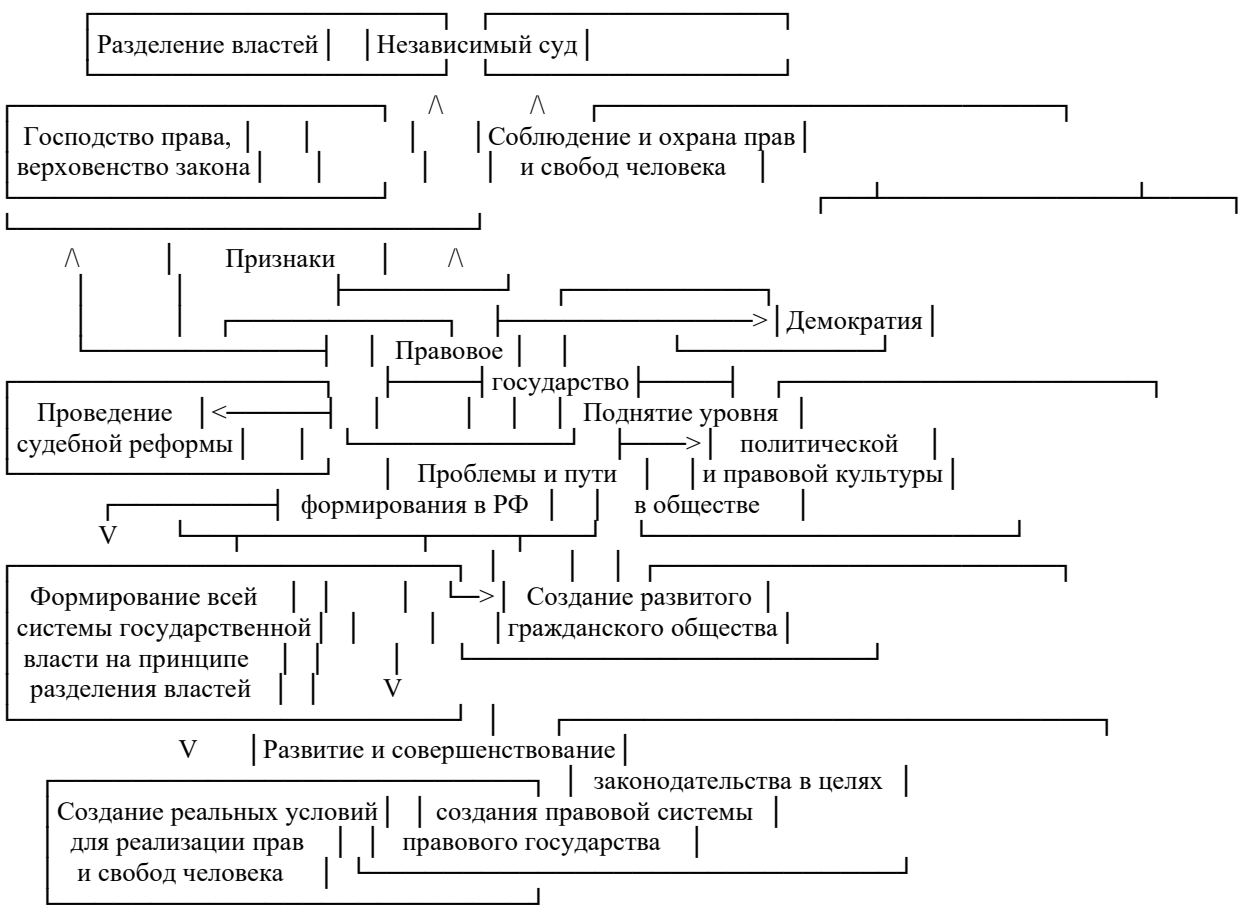 Разделение властей Независимый суд
Господство права, Соблюдение и охрана прав
верховенство закона и свобод человека
Признаки
Демократия
Правовое
государство
Проведение Поднятие уровня
судебной реформы политической
Проблемы и пути и правовой культуры
формирования в РФ в обществе
V
Формирование всей Создание развитого
системы государственной гражданского общества
власти на принципе
разделения властей V
V Развитие и совершенствование
законодательства в целях
Создание реальных условий создания правовой системы
для реализации прав правового государства
и свобод человека